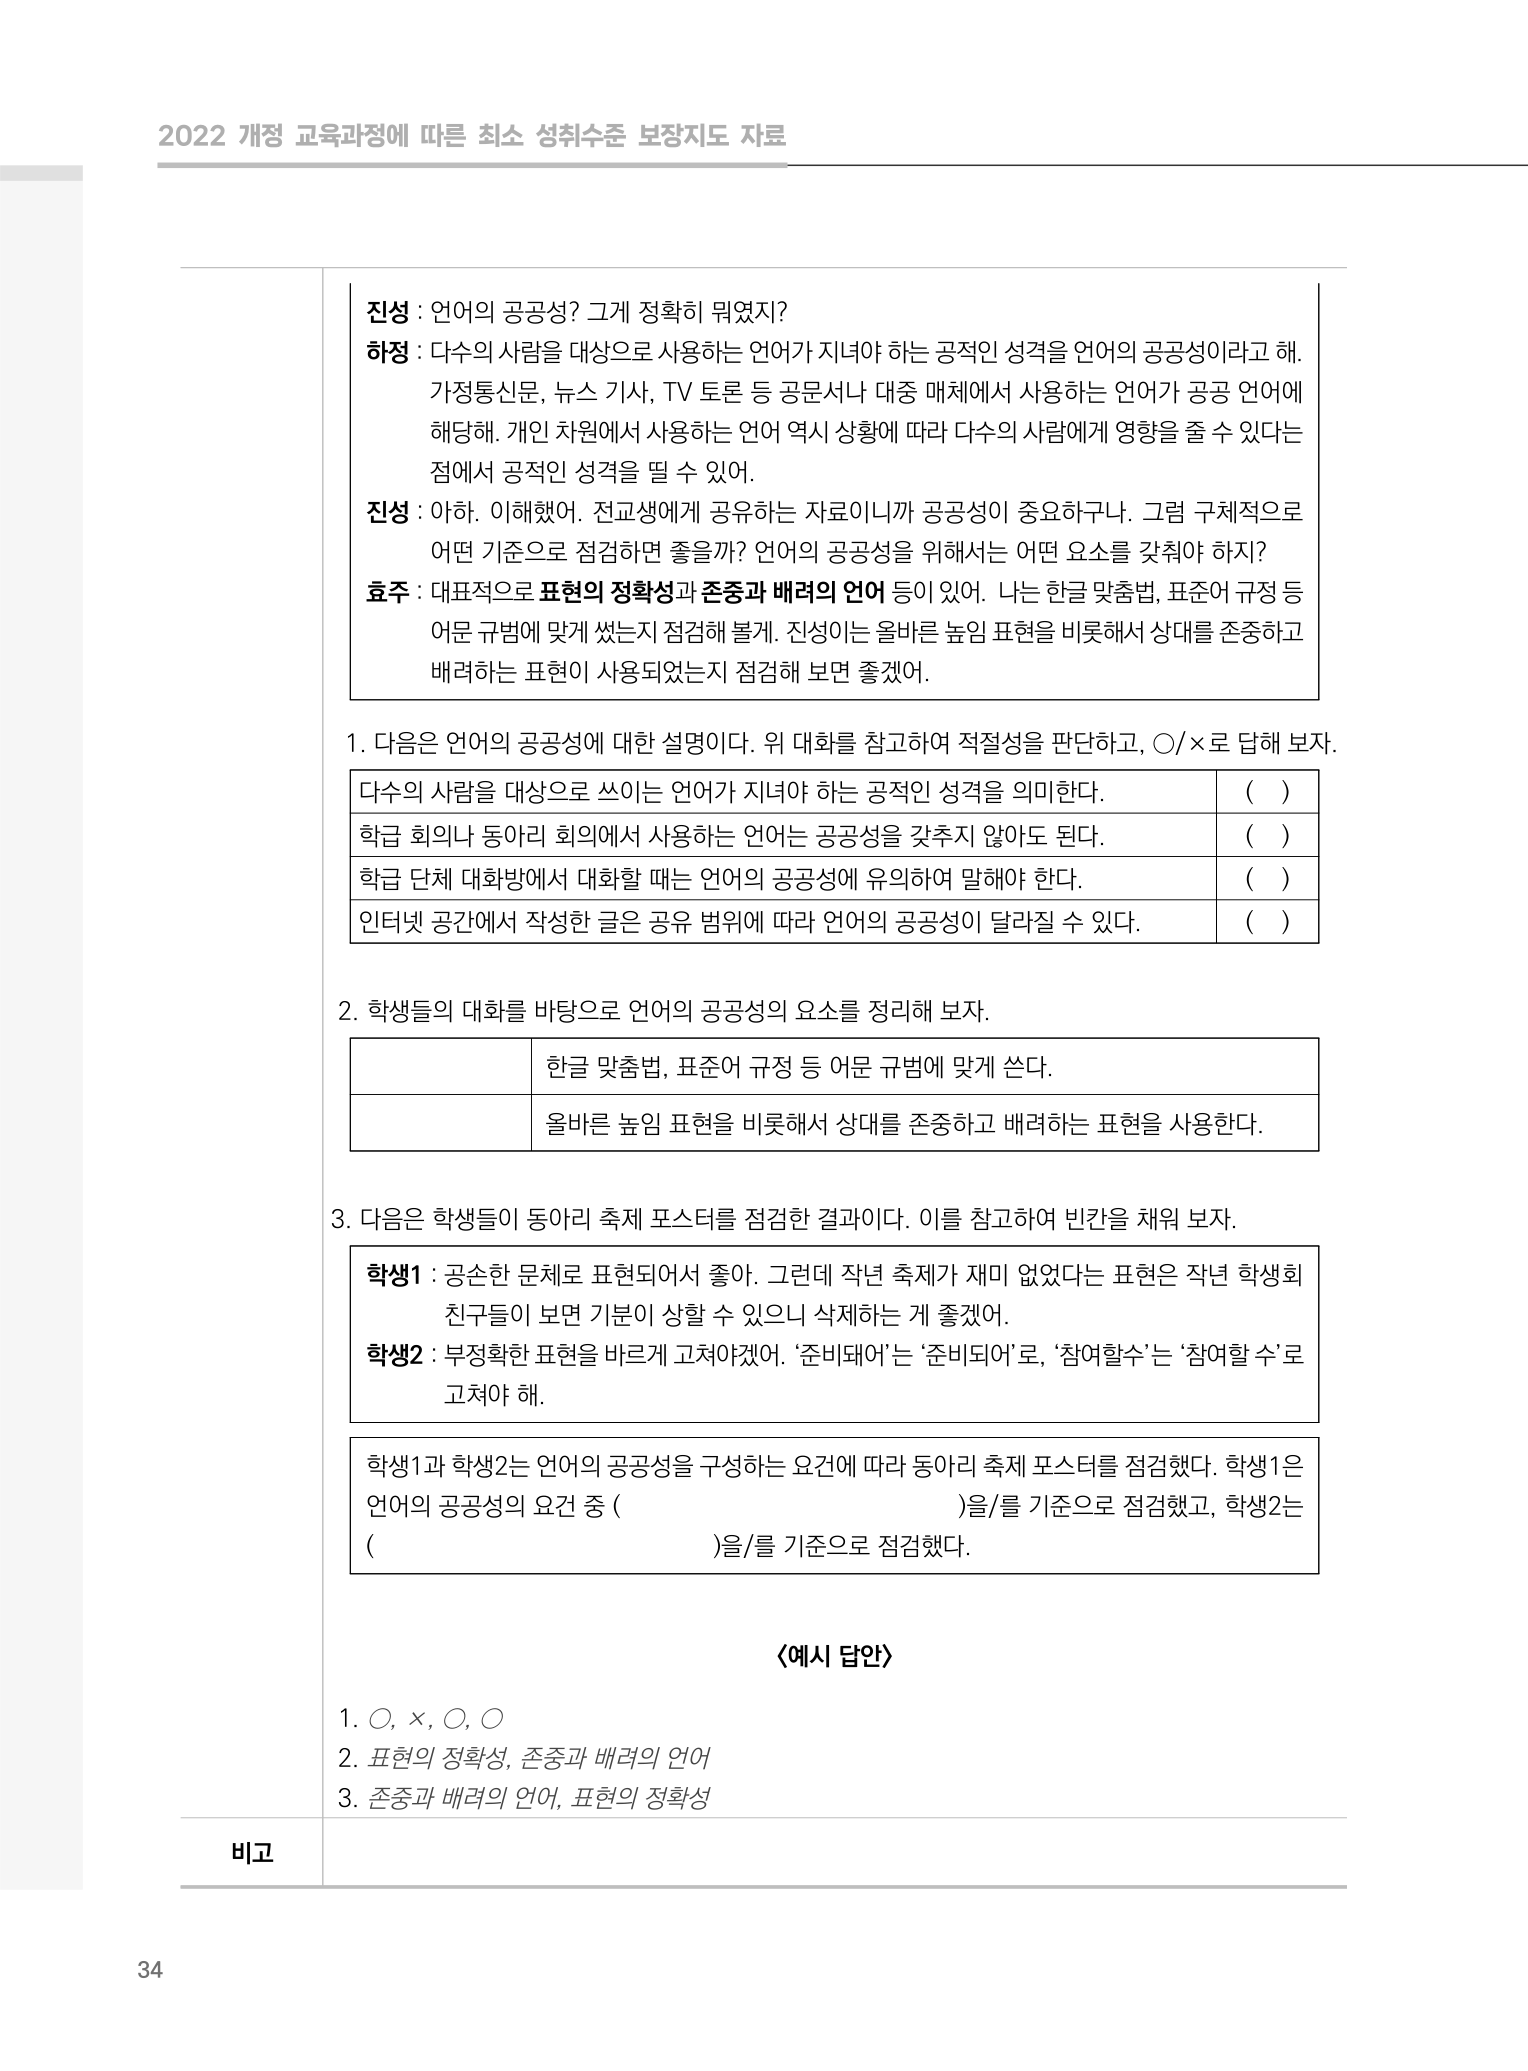 2022 개정 교육과정에 따른 최소 성취수준 보장지도 자료
진성 : 언어의 공공성? 그게 정확히 뭐였지?
하정 : 다수의 사람을 대상으로 사용하는 언어가 지녀야 하는 공적인 성격을 언어의 공공성이라고 해.
가정통신문, 뉴스 기사, TV 토론 등 공문서나 대중 매체에서 사용하는 언어가 공공 언어에
해당해. 개인 차원에서 사용하는 언어 역시 상황에 따라 다수의 사람에게 영향을 줄 수 있다는
점에서 공적인 성격을 띨 수 있어.
진성 : 아하. 이해했어. 전교생에게 공유하는 자료이니까 공공성이 중요하구나. 그럼 구체적으로
어떤 기준으로 점검하면 좋을까? 언어의 공공성을 위해서는 어떤 요소를 갖춰야 하지?
효주 : 대표적으로 표현의 정확성과 존중과 배려의 언어 등이 있어. 나는 한글 맞춤법, 표준어 규정 등
어문 규범에 맞게 썼는지 점검해 볼게. 진성이는 올바른 높임 표현을 비롯해서 상대를 존중하고
배려하는 표현이 사용되었는지 점검해 보면 좋겠어.
1. 다음은 언어의 공공성에 대한 설명이다. 위 대화를 참고하여 적절성을 판단하고, ○/×로 답해 보자.
다수의 사람을 대상으로 쓰이는 언어가 지녀야 하는 공적인 성격을 의미한다. ( )
학급 회의나 동아리 회의에서 사용하는 언어는 공공성을 갖추지 않아도 된다. ( )
학급 단체 대화방에서 대화할 때는 언어의 공공성에 유의하여 말해야 한다. ( )
인터넷 공간에서 작성한 글은 공유 범위에 따라 언어의 공공성이 달라질 수 있다. ( )
2. 학생들의 대화를 바탕으로 언어의 공공성의 요소를 정리해 보자.
한글 맞춤법, 표준어 규정 등 어문 규범에 맞게 쓴다.
올바른 높임 표현을 비롯해서 상대를 존중하고 배려하는 표현을 사용한다.
3. 다음은 학생들이 동아리 축제 포스터를 점검한 결과이다. 이를 참고하여 빈칸을 채워 보자.
학생1 : 공손한 문체로 표현되어서 좋아. 그런데 작년 축제가 재미 없었다는 표현은 작년 학생회
친구들이 보면 기분이 상할 수 있으니 삭제하는 게 좋겠어.
학생2 : 부정확한 표현을 바르게 고쳐야겠어. ‘준비돼어’는 ‘준비되어’로, ‘참여할수’는 ‘참여할 수’로
고쳐야 해.
학생1과 학생2는 언어의 공공성을 구성하는 요건에 따라 동아리 축제 포스터를 점검했다. 학생1은
언어의 공공성의 요건 중 ( )을/를 기준으로 점검했고, 학생2는
( )을/를 기준으로 점검했다.
〈예시 답안〉
1. ○, ×, ○, ○
2. 표현의 정확성, 존중과 배려의 언어
3. 존중과 배려의 언어, 표현의 정확성
비고
34